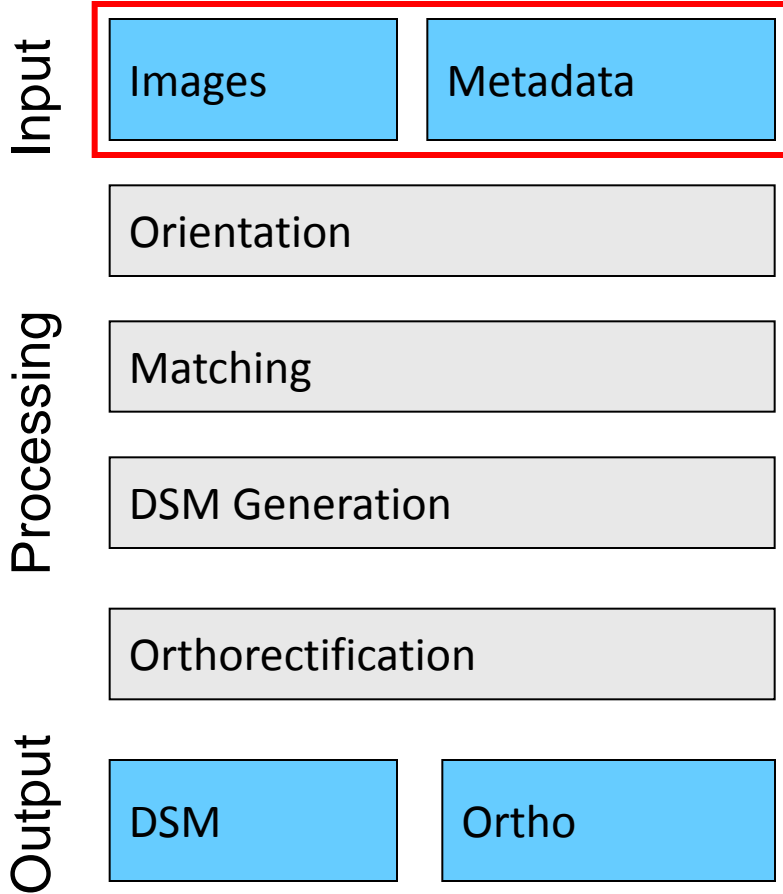 Input
Images
Metadata
Processing
Orientation
Matching
DSM Generation
Orthorectification
Output
DSM
Ortho